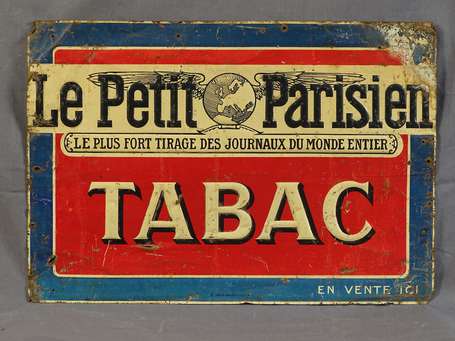 Le Petit Parisien
LE PLUS FORT TIRAGE DES JOURNAUX DU MONDE ENTIER
TABAC
EN VENTE ICI